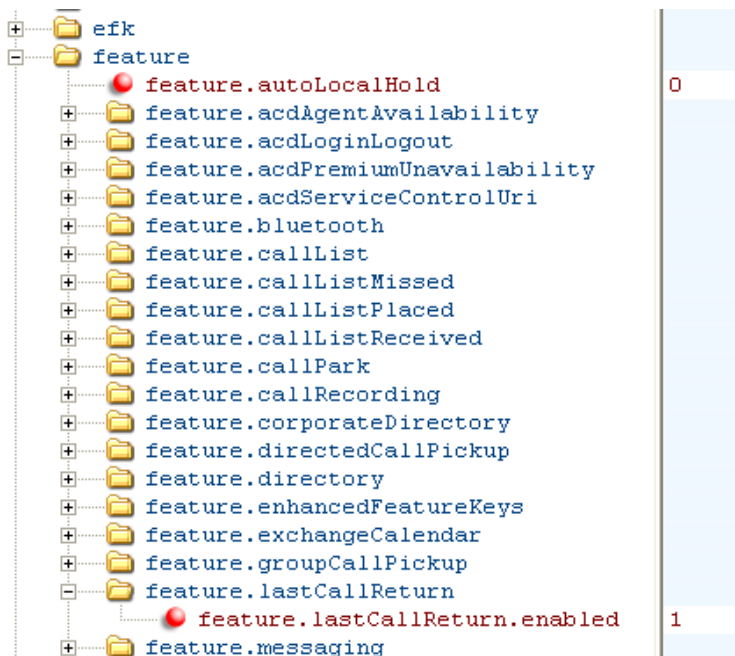 efk
feature
feature.autoLocalHold 0
feature.acdAgentAvailability
feature.acdLoginLogout
feature.acdPremiumUnavailability
feature.acdServiceControlUri
feature.bluetooth
feature.callList
feature.callListMissed
feature.callListPlaced
feature.callListReceived
feature.callPark
feature.callRecording
feature.corporateDirectory
feature.directedCallPickup
feature.directory
feature.enhancedFeatureKeys
feature.exchangeCalendar
feature.groupCallPickup
feature.lastCallReturn
feature.lastCallReturn.enabled 1
feature.messaging